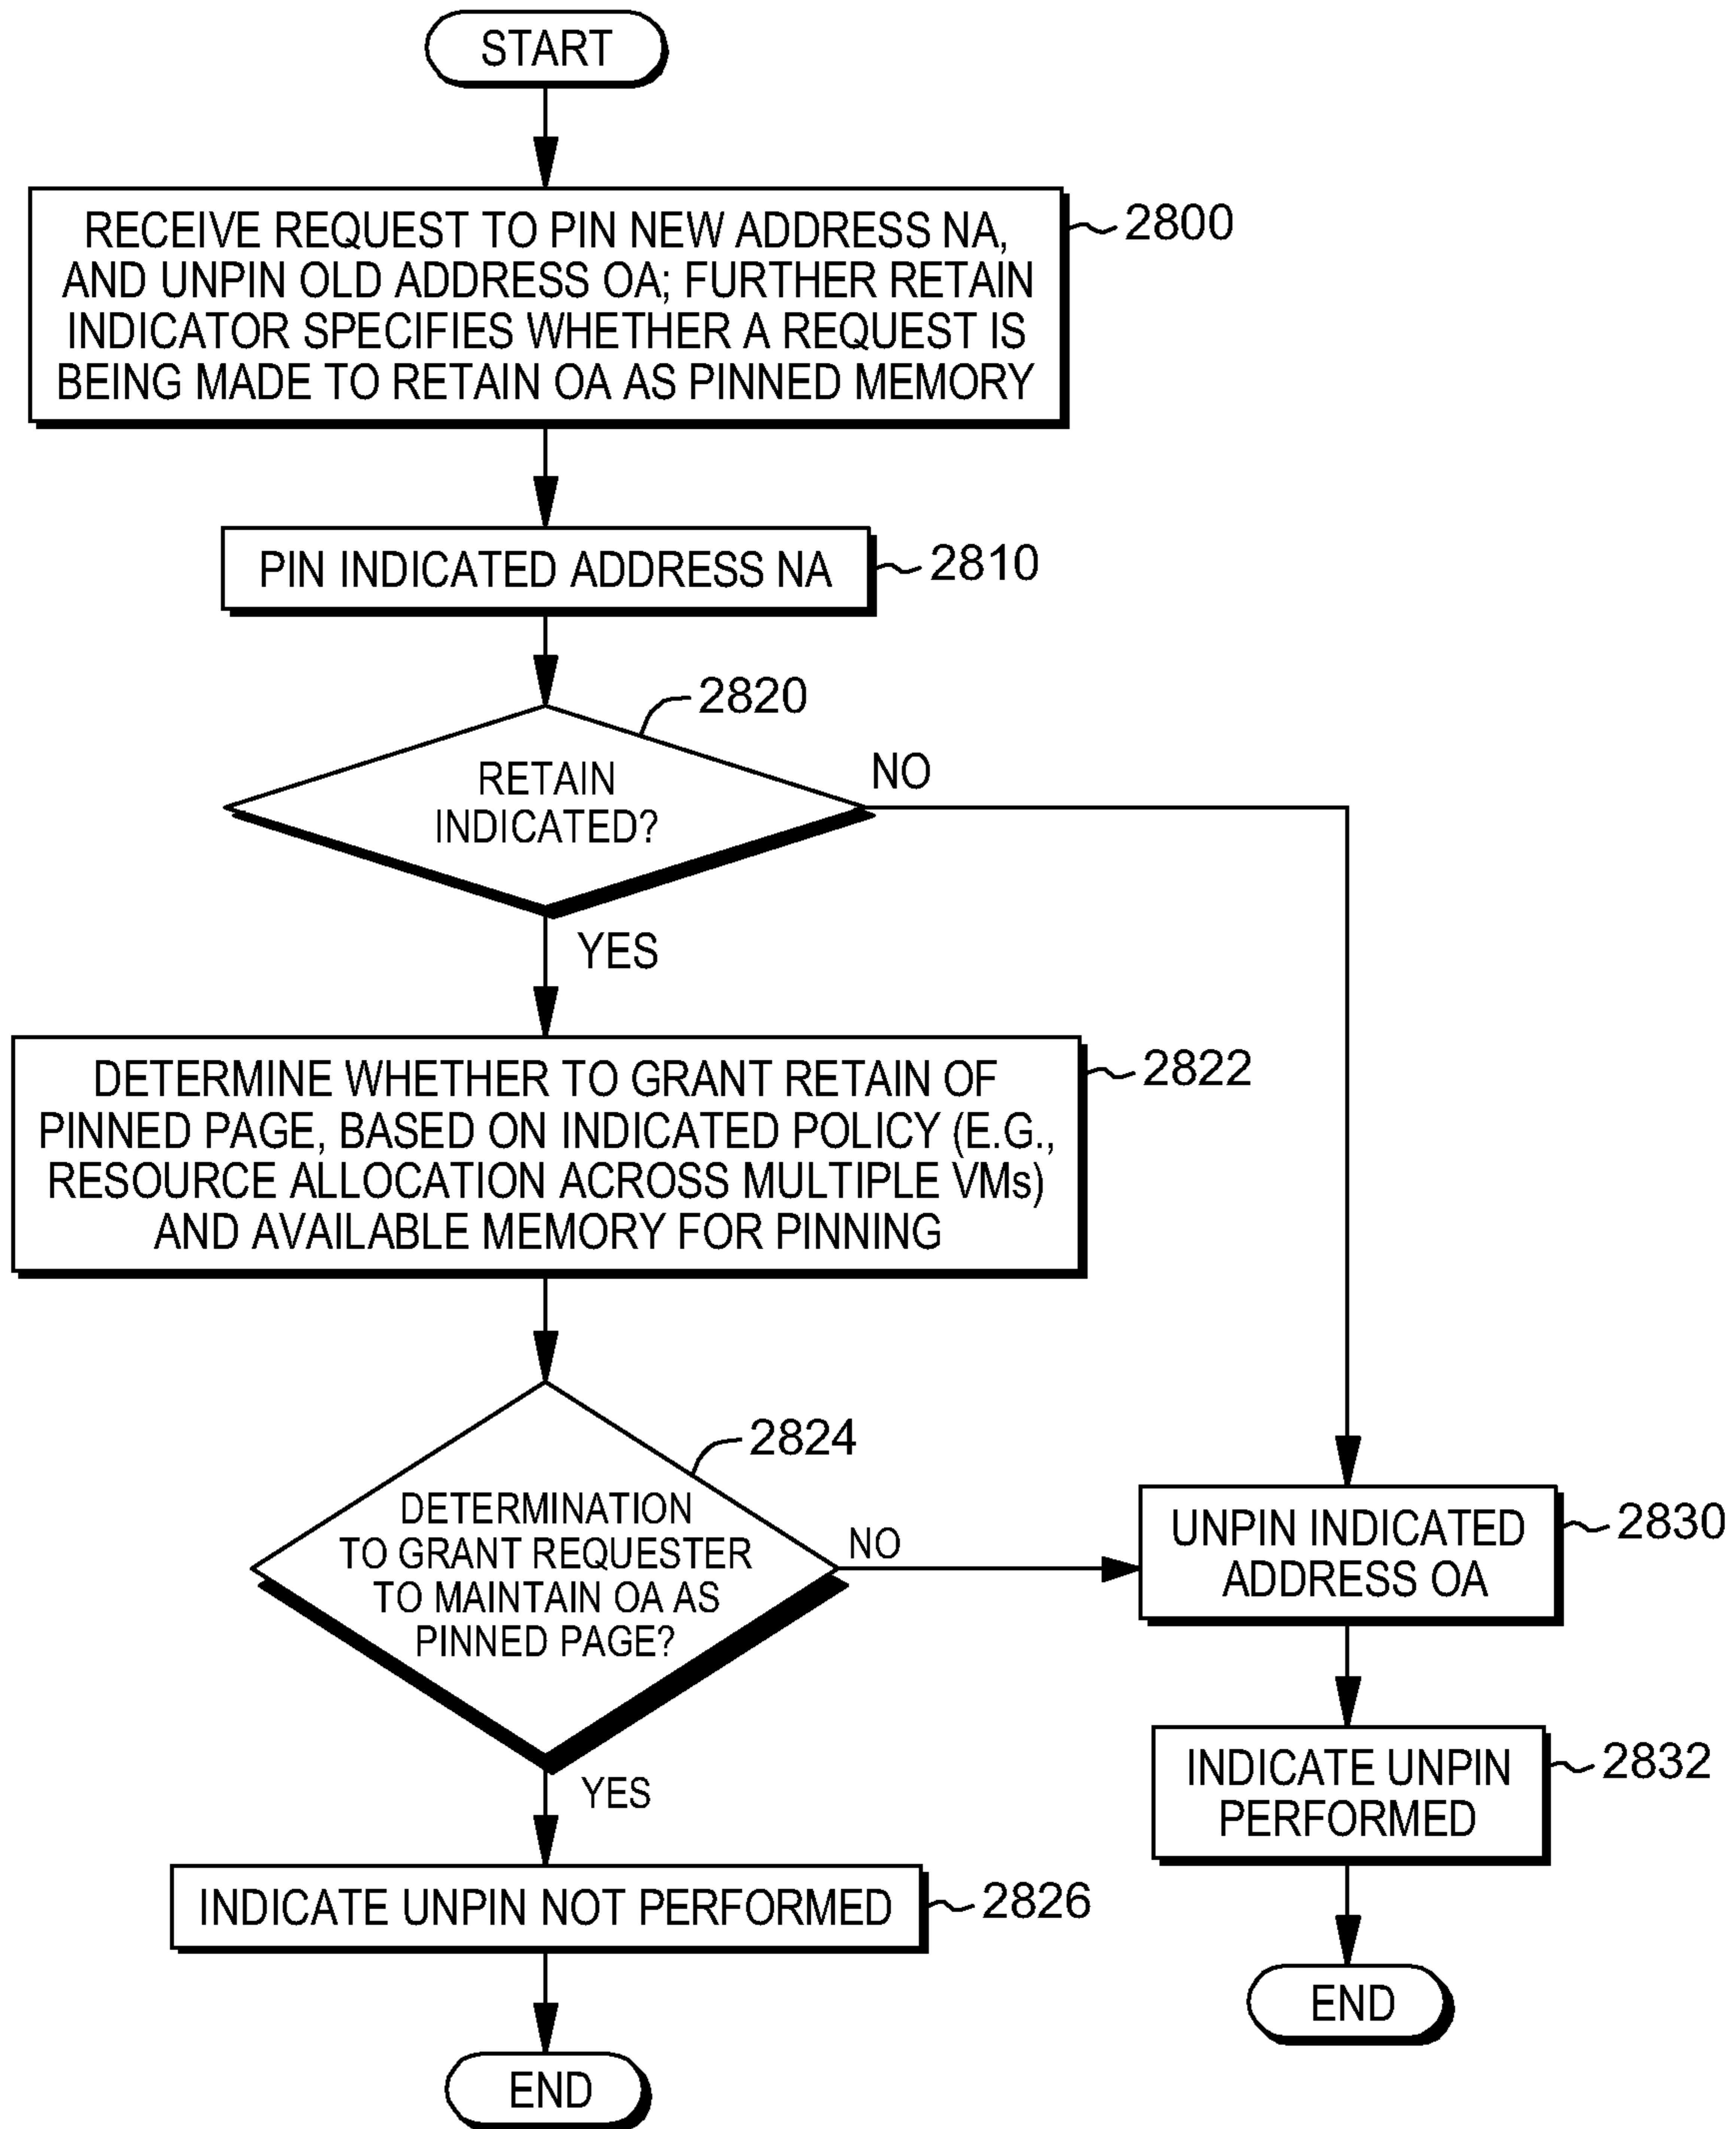 START
RECEIVE REQUEST TO PIN NEW ADDRESS NA,
AND UNPIN OLD ADDRESS OA; FURTHER RETAIN
INDICATOR SPECIFIES WHETHER A REQUEST IS
BEING MADE TO RETAIN OA AS PINNED MEMORY
2800
PIN INDICATED ADDRESS NA
2810
2820
RETAIN
INDICATED?
NO
YES
DETERMINE WHETHER TO GRANT RETAIN OF
PINNED PAGE, BASED ON INDICATED POLICY (E.G.,
RESOURCE ALLOCATION ACROSS MULTIPLE VMs)
AND AVAILABLE MEMORY FOR PINNING
2822
2824
DETERMINATION
TO GRANT REQUESTER
TO MAINTAIN OA AS
PINNED PAGE?
NO
YES
UNPIN INDICATED
ADDRESS OA
2830
INDICATE UNPIN
PERFORMED
2832
INDICATE UNPIN NOT PERFORMED
2826
END
END